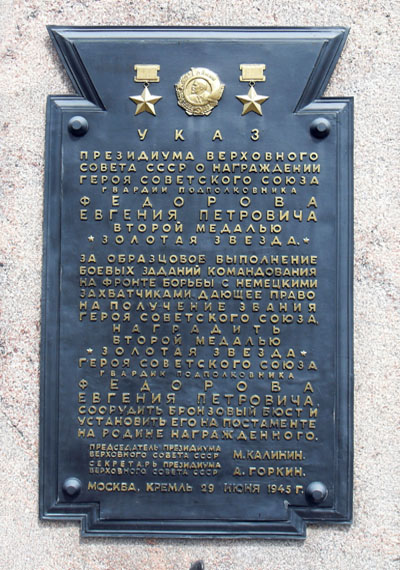 УКАЗ
ПРЕЗИДИУМА ВЕРХОВНОГО
СОВЕТА СССР О НАГРАЖДЕНИИ
ГЕРОЯ СОВЕТСКОГО СОЮЗА
ГВАРДИИ ПОДПОЛКОВНИКА
ФЕДОРОВА
ЕВГЕНИЯ ПЕТРОВИЧА
ВТОРОЙ МЕДАЛЬЮ
"ЗОЛОТАЯ ЗВЕЗДА."
ЗА ОБРАЗЦОВОЕ ВЫПОЛНЕНИЕ
БОЕВЫХ ЗАДАНИЙ КОМАНДОВАНИЯ
НА ФРОНТЕ БОРЬБЫ С НЕМЕЦКИМИ
ЗАХВАТЧИКАМИ, ДАЮЩЕЕ ПРАВО
НА ПОЛУЧЕНИЕ ЗВАНИЯ
ГЕРОЯ СОВЕТСКОГО СОЮЗА,
НАГРАДИТЬ
ВТОРОЙ МЕДАЛЬЮ
"ЗОЛОТАЯ ЗВЕЗДА"
ГЕРОЯ СОВЕТСКОГО СОЮЗА
ГВАРДИИ ПОДПОЛКОВНИКА
ФЕДОРОВА
ЕВГЕНИЯ ПЕТРОВИЧА,
СООРУДИТЬ БРОНЗОВЫЙ БЮСТ И
УСТАНОВИТЬ ЕГО НА ПОСТАМЕНТЕ
НА РОДИНЕ НАГРАЖДЕННОГО.
ПРЕДСЕДАТЕЛЬ ПРЕЗИДИУМА
ВЕРХОВНОГО СОВЕТА СССР М. КАЛИНИН.
СЕКРЕТАРЬ ПРЕЗИДИУМА
ВЕРХОВНОГО СОВЕТА СССР А. ГОРКИН.
МОСКВА, КРЕМЛЬ 29 ИЮНЯ 1945 Г.